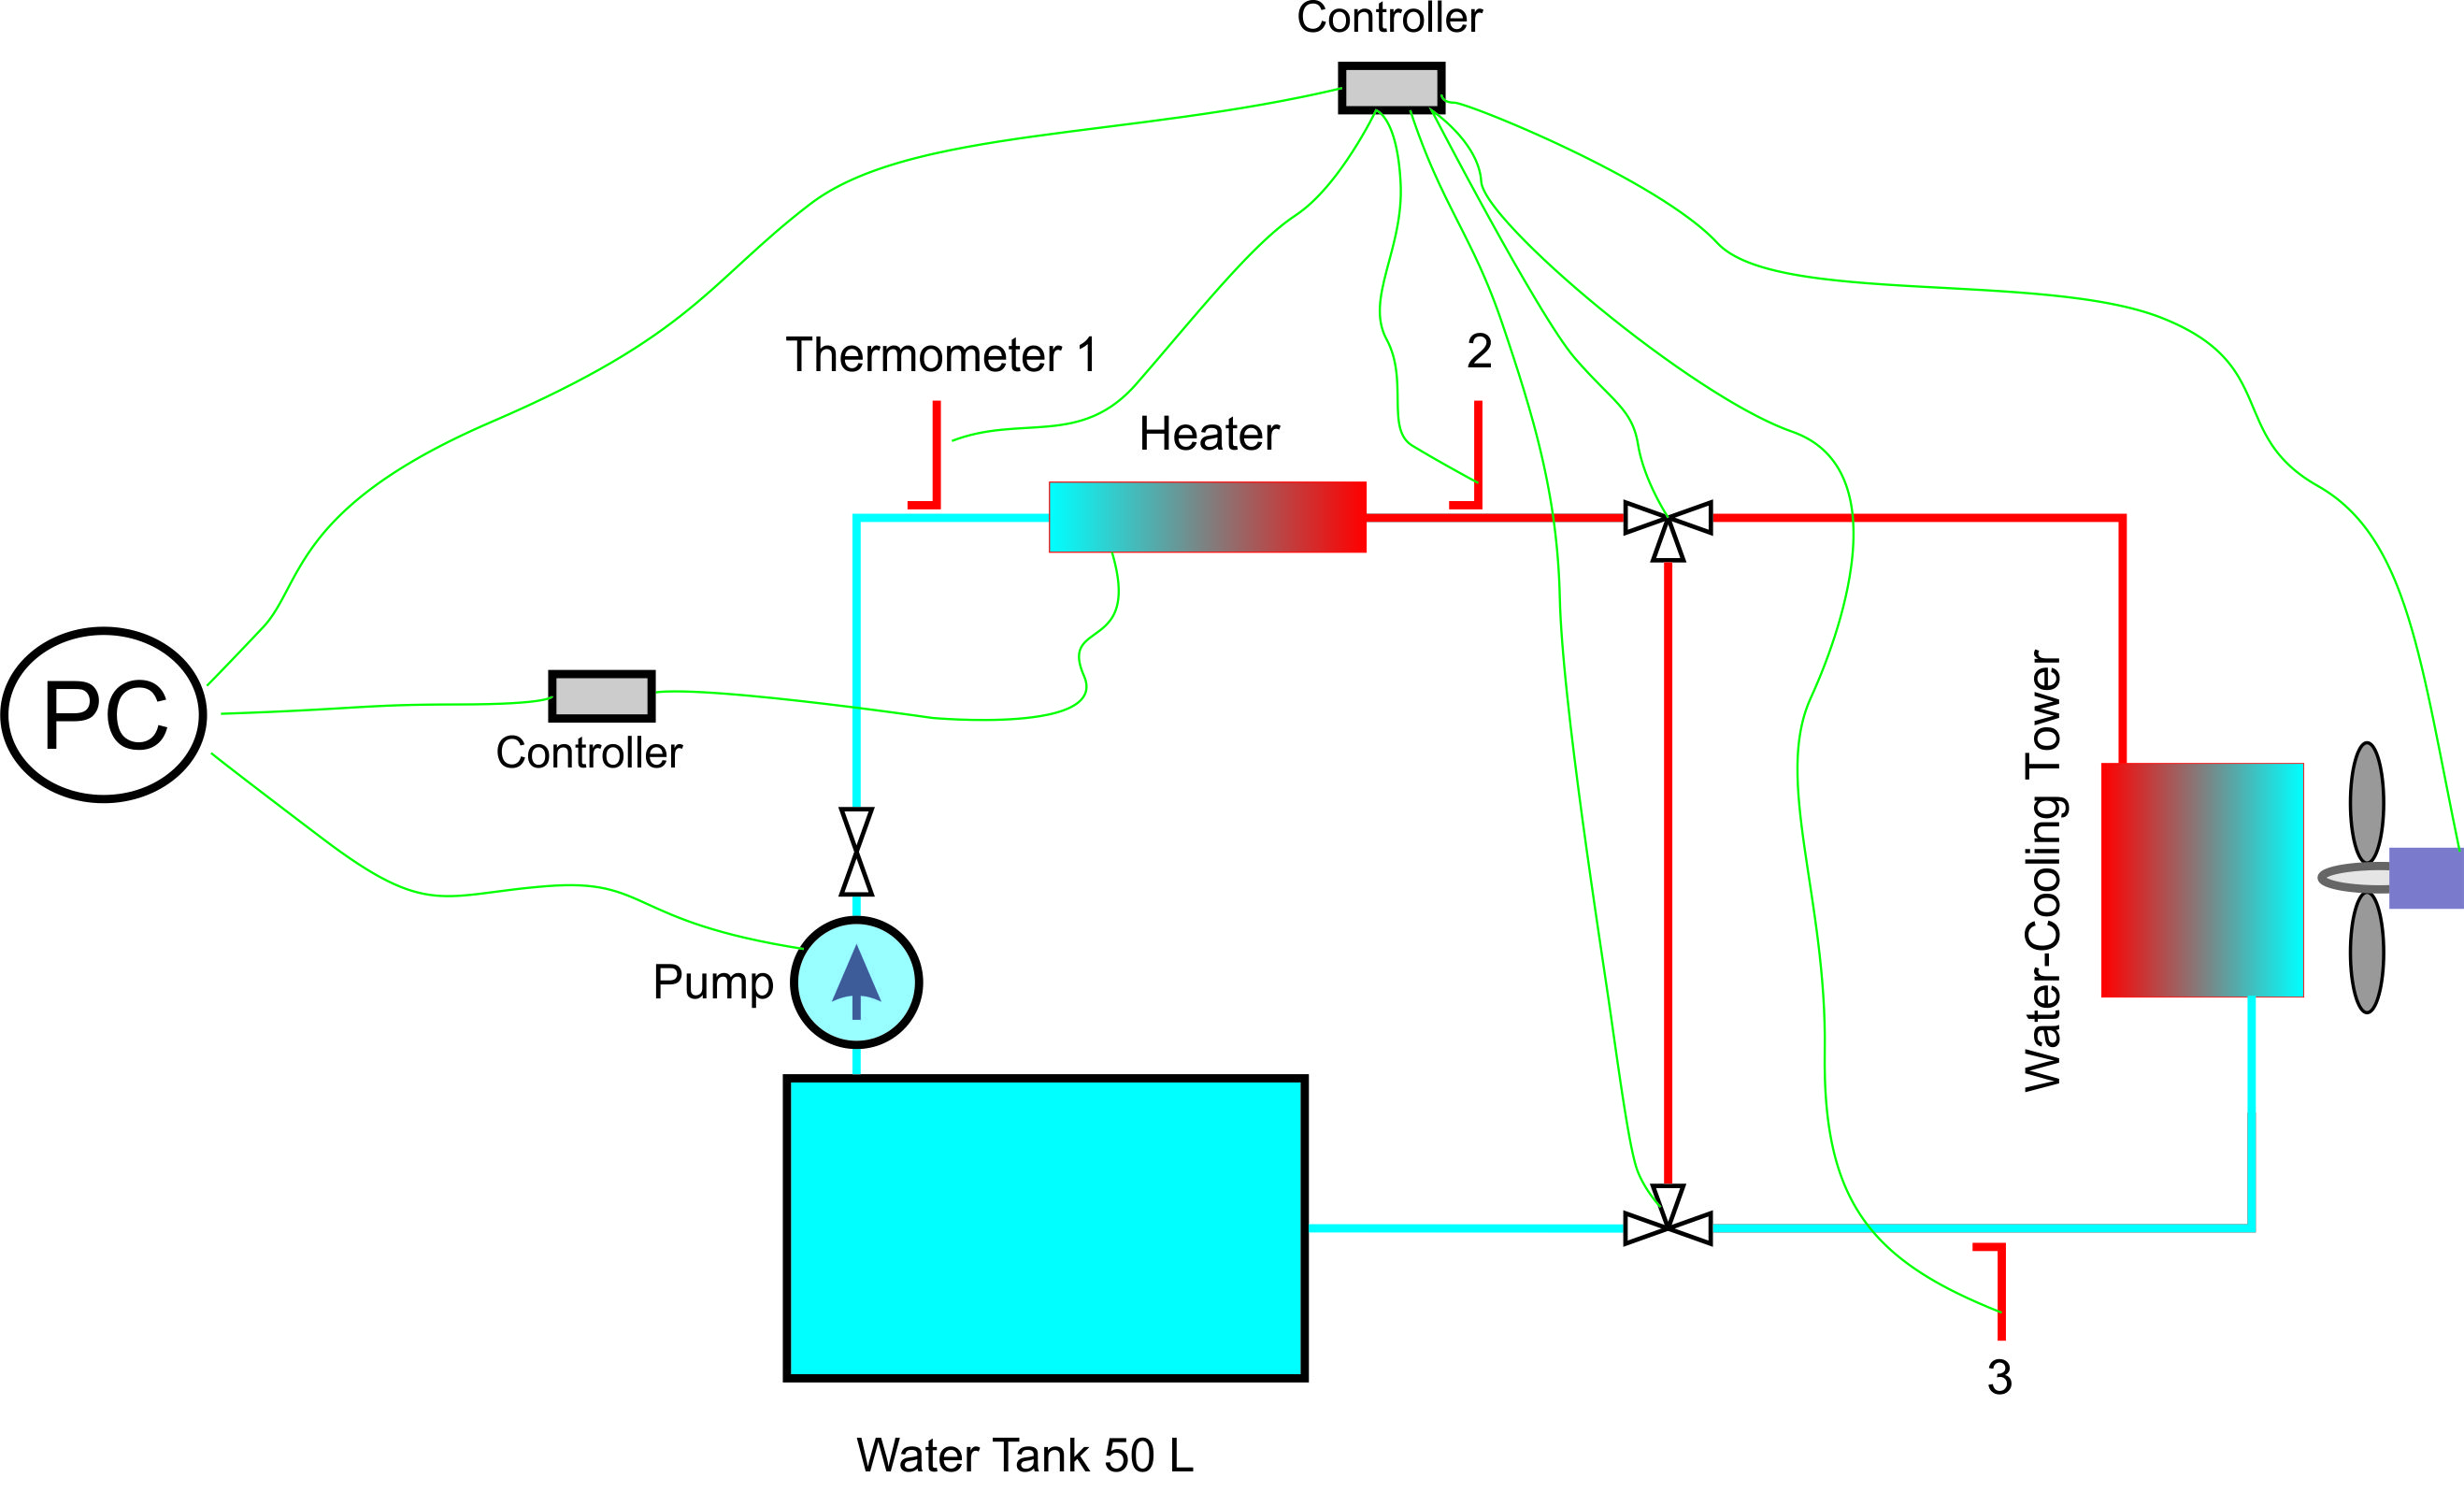 Controller
Thermometer 1
2
Heater
PC
Controller
Water-Cooling Tower
Pump
3
Water Tank 50 L